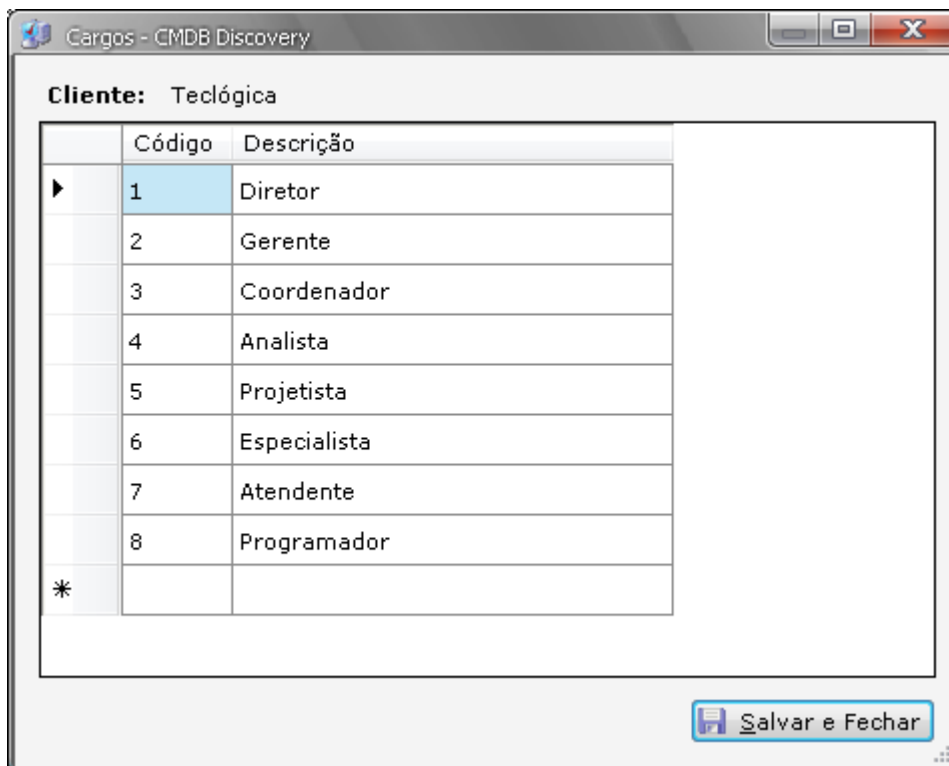 Cargos - CMDB Discovery
Cliente: Teclógica
Código Descrição
1 Diretor
2 Gerente
3 Coordenador
4 Analista
5 Projetista
6 Especialista
7 Atendente
8 Programador
Salvar e Fechar